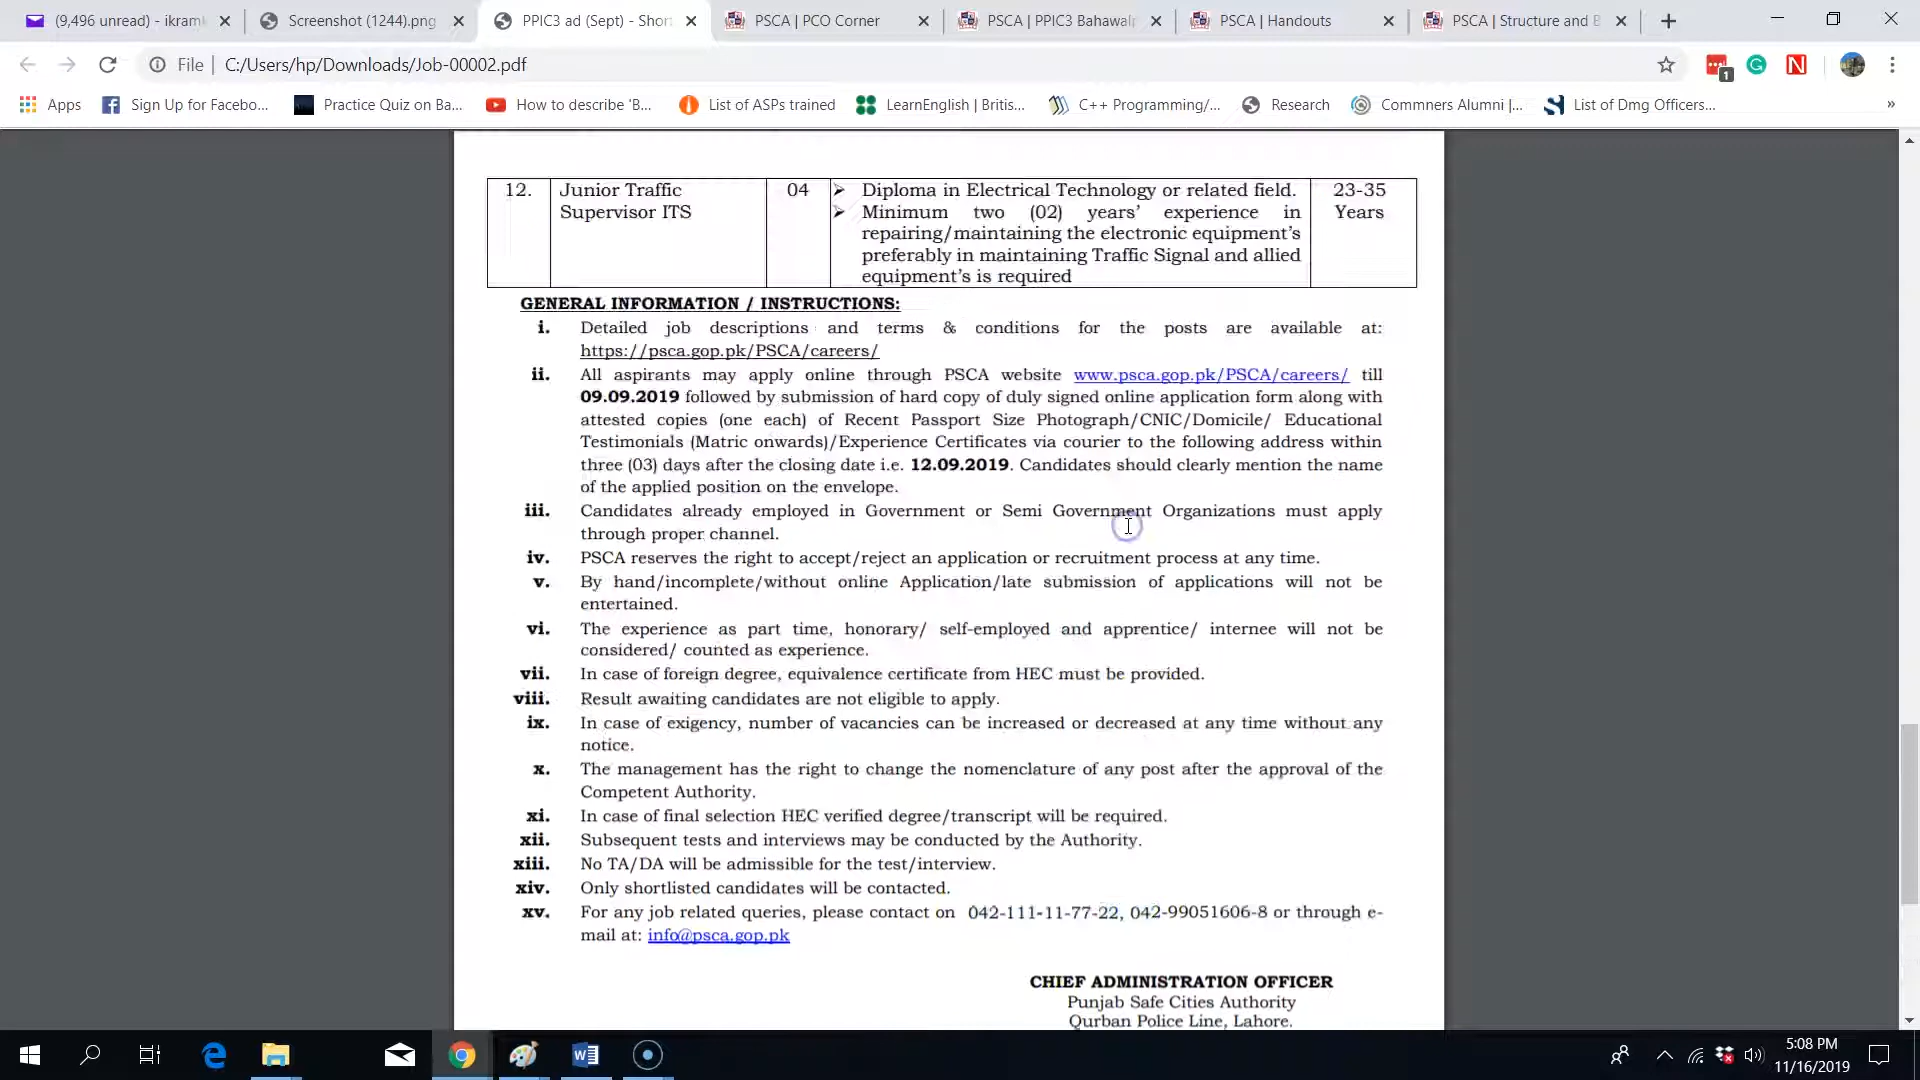 (9,496 unread) - ikramk
Screenshot (1244).png
PPIC3 ad (Sept) - Shor
PSCA | PCO Corner
PSCA | PPIC3 Bahawalp
PSCA | Handouts
PSCA | Structure and B
File | C:/Users/hp/Downloads/Job-00002.pdf
1
Apps
Sign Up for Facebo...
Practice Quiz on Ba...
How to describe 'B...
List of ASPs trained
LearnEnglish | Britis...
C++ Programming/...
Research
Commners Alumni |...
List of Dmg Officers...
»
12. Junior Traffic 04 ➢ Diploma in Electrical Technology or related field. 23-35
Supervisor ITS ➢ Minimum two (02) years’ experience in Years
repairing/maintaining the electronic equipment’s
preferably in maintaining Traffic Signal and allied
equipment’s is required
GENERAL INFORMATION / INSTRUCTIONS:
i. Detailed job descriptions and terms & conditions for the posts are available at:
https://psca.gop.pk/PSCA/careers/
ii. All aspirants may apply online through PSCA website www.psca.gop.pk/PSCA/careers/ till
09.09.2019 followed by submission of hard copy of duly signed online application form along with
attested copies (one each) of Recent Passport Size Photograph/CNIC/Domicile/ Educational
Testimonials (Matric onwards)/Experience Certificates via courier to the following address within
three (03) days after the closing date i.e. 12.09.2019. Candidates should clearly mention the name
of the applied position on the envelope.
iii. Candidates already employed in Government or Semi Government Organizations must apply
through proper channel.
iv. PSCA reserves the right to accept/reject an application or recruitment process at any time.
v. By hand/incomplete/without online Application/late submission of applications will not be
entertained.
vi. The experience as part time, honorary/ self-employed and apprentice/ internee will not be
considered/ counted as experience.
vii. In case of foreign degree, equivalence certificate from HEC must be provided.
viii. Result awaiting candidates are not eligible to apply.
ix. In case of exigency, number of vacancies can be increased or decreased at any time without any
notice.
x. The management has the right to change the nomenclature of any post after the approval of the
Competent Authority.
xi. In case of final selection HEC verified degree/transcript will be required.
xii. Subsequent tests and interviews may be conducted by the Authority.
xiii. No TA/DA will be admissible for the test/interview.
xiv. Only shortlisted candidates will be contacted.
xv. For any job related queries, please contact on 042-111-11-77-22, 042-99051606-8 or through e-
mail at: info@psca.gop.pk
CHIEF ADMINISTRATION OFFICER
Punjab Safe Cities Authority
Qurban Police Line, Lahore.
5:08 PM
11/16/2019